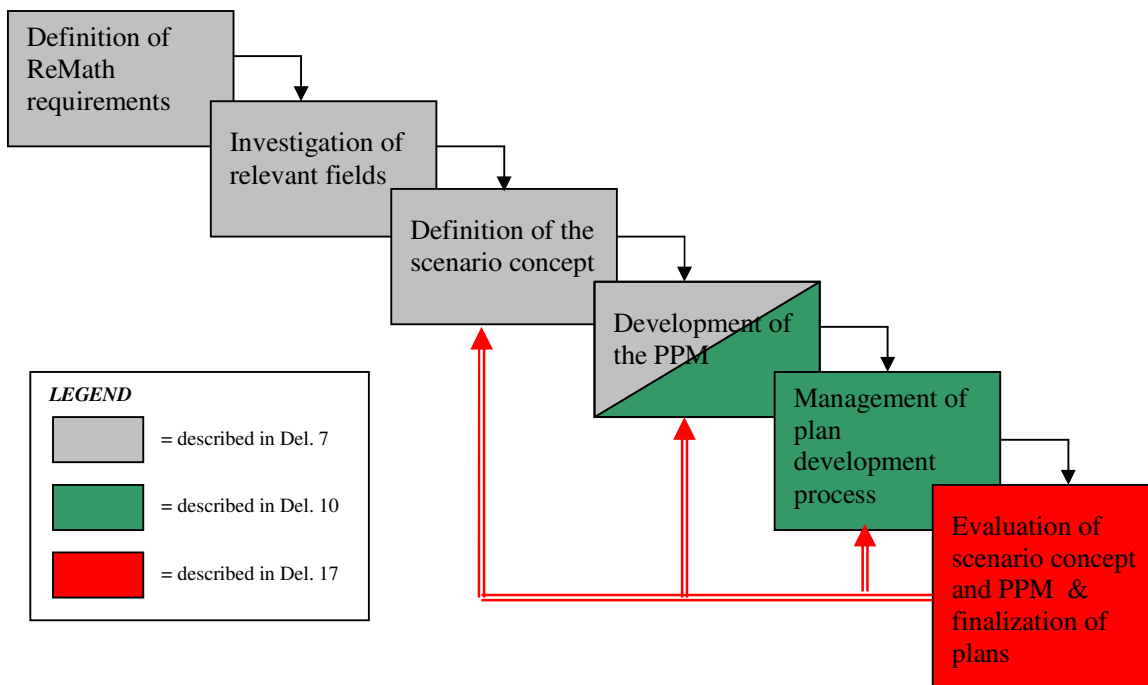 Definition of
ReMath
requirements
Investigation of
relevant fields
Definition of the
scenario concept
Development of
the PPM
Management of
plan
development
process
Evaluation of
scenario concept
and PPM &
finalization of
plans
LEGEND
= described in Del. 7
= described in Del. 10
= described in Del. 17